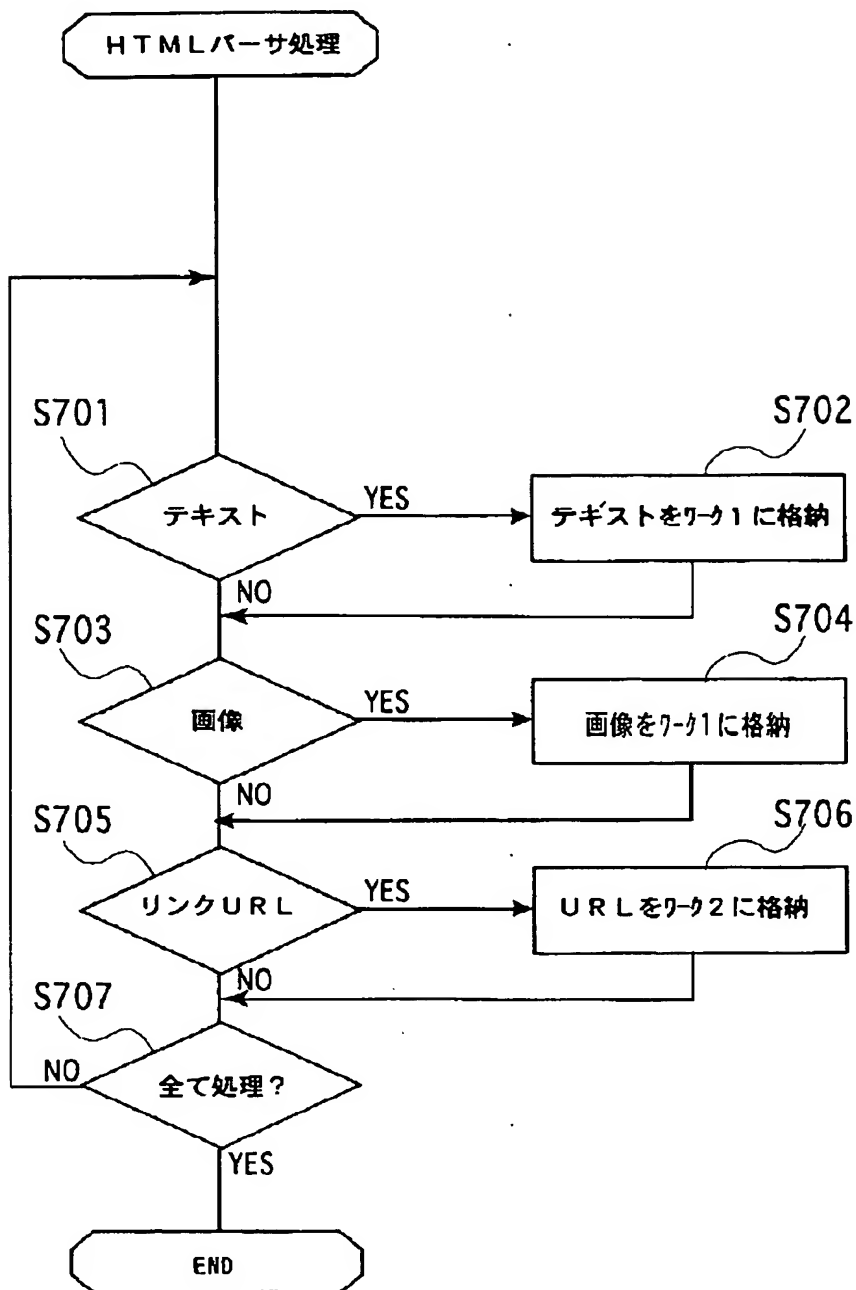 HTMLパーサ処理
S701
S702
テキスト
YES
テキストをワーク1に格納
NO
S703
S704
画像
YES
画像をワーク1に格納
NO
S705
S706
リンクURL
YES
URLをワーク2に格納
NO
S707
NO
全て処理?
YES
END